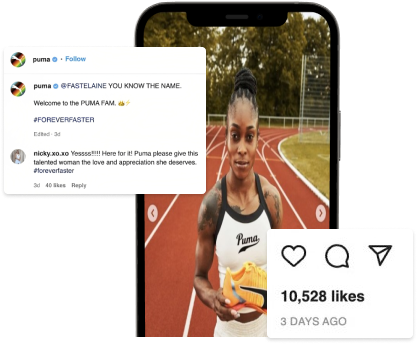 puma • Follow
puma @FASTELAINE YOU KNOW THE NAME.
Welcome to the PUMA FAM. 👑⚡
#FOREVERFASTER
Edited · 3d
nicky.xo.xo Yessss!!!!! Here for it! Puma please give this
talented woman the love and appreciation she deserves.
#foreverfaster
3d 40 likes Reply
PUMA
10,528 likes
3 DAYS AGO